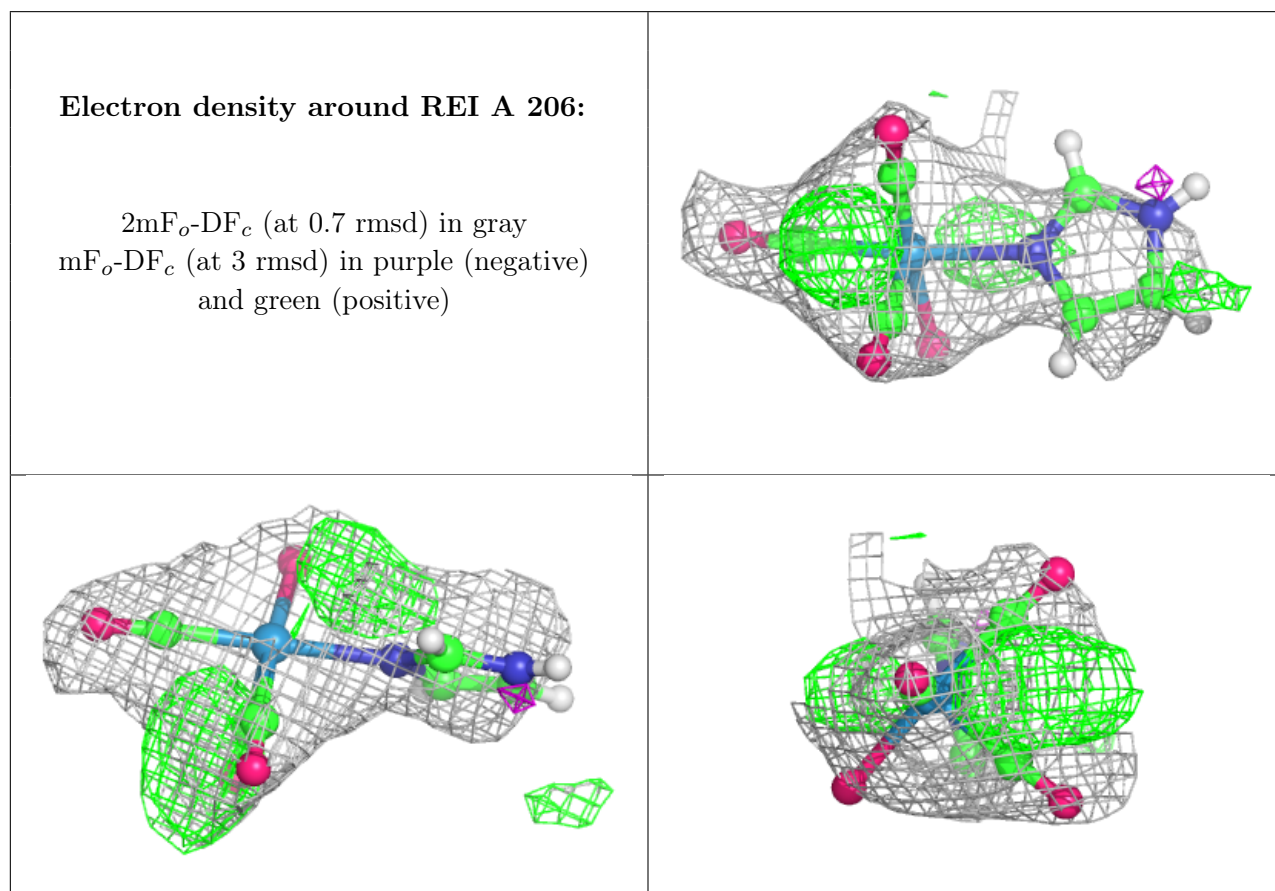 Electron density around REI A 206:
2mFₒ-DF𝒸 (at 0.7 rmsd) in gray
mFₒ-DF𝒸 (at 3 rmsd) in purple (negative)
and green (positive)